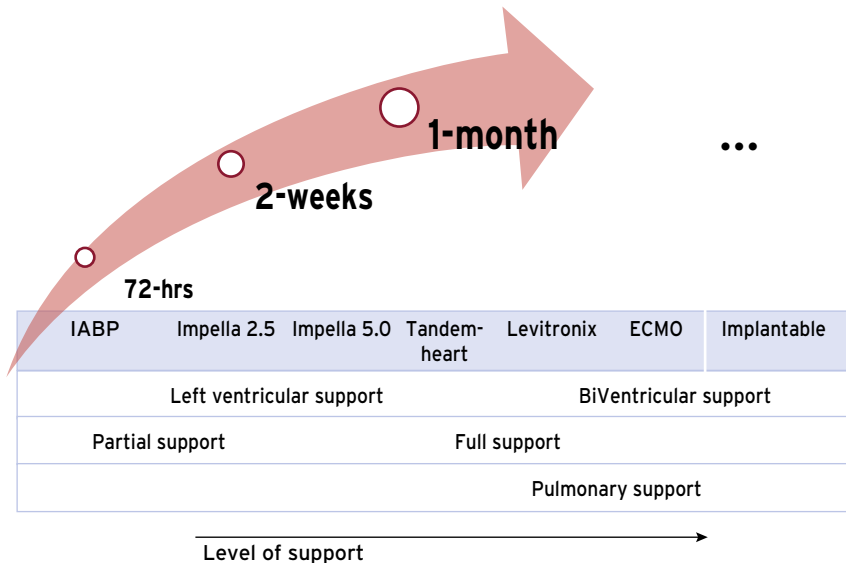 1-month
...
2-weeks
72-hrs
IABP Impella 2.5 Impella 5.0 Tandem-
heart Levitronix ECMO Implantable
Left ventricular support BiVentricular support
Partial support Full support
Pulmonary support
Level of support